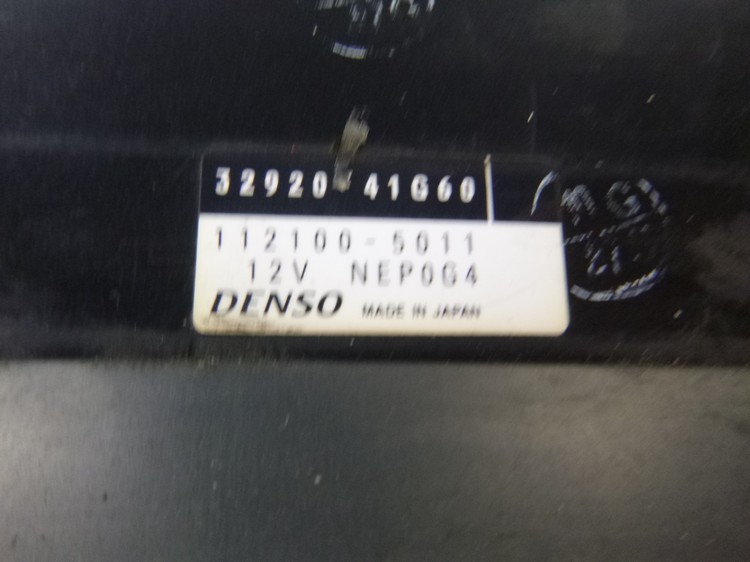 32920-41G60
112100-5011
12V NEP0G4
DENSO MADE IN JAPAN